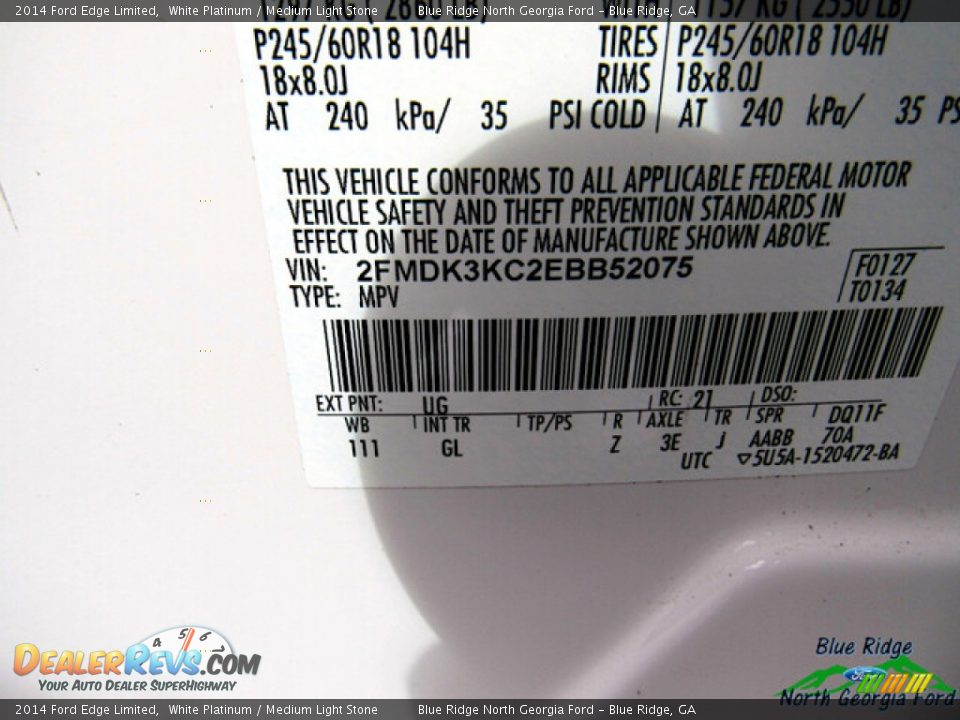 2014 Ford Edge Limited, White Platinum / Medium Light Stone Blue Ridge North Georgia Ford - Blue Ridge, GA
P245/60R18 104H TIRES P245/60R18 104H
18x8.0J RIMS 18x8.0J
AT 240 kPa/ 35 PSI COLD AT 240 kPa/ 35 PS
THIS VEHICLE CONFORMS TO ALL APPLICABLE FEDERAL MOTOR
VEHICLE SAFETY AND THEFT PREVENTION STANDARDS IN
EFFECT ON THE DATE OF MANUFACTURE SHOWN ABOVE.
VIN: 2FMDK3KC2EBB52075 F0127
TYPE: MPV T0134
EXT PNT: UG RC: 21 DSO:
WB INT TR TP/PS R AXLE TR SPR DQ11F
111 GL Z 3E J AABB 70A
UTC ▽5U5A-1520472-BA
4 5 6
DealerRevs.com
Your Auto Dealer SuperHighway
Blue Ridge
Ford
North Georgia Ford
2014 Ford Edge Limited, White Platinum / Medium Light Stone Blue Ridge North Georgia Ford - Blue Ridge, GA